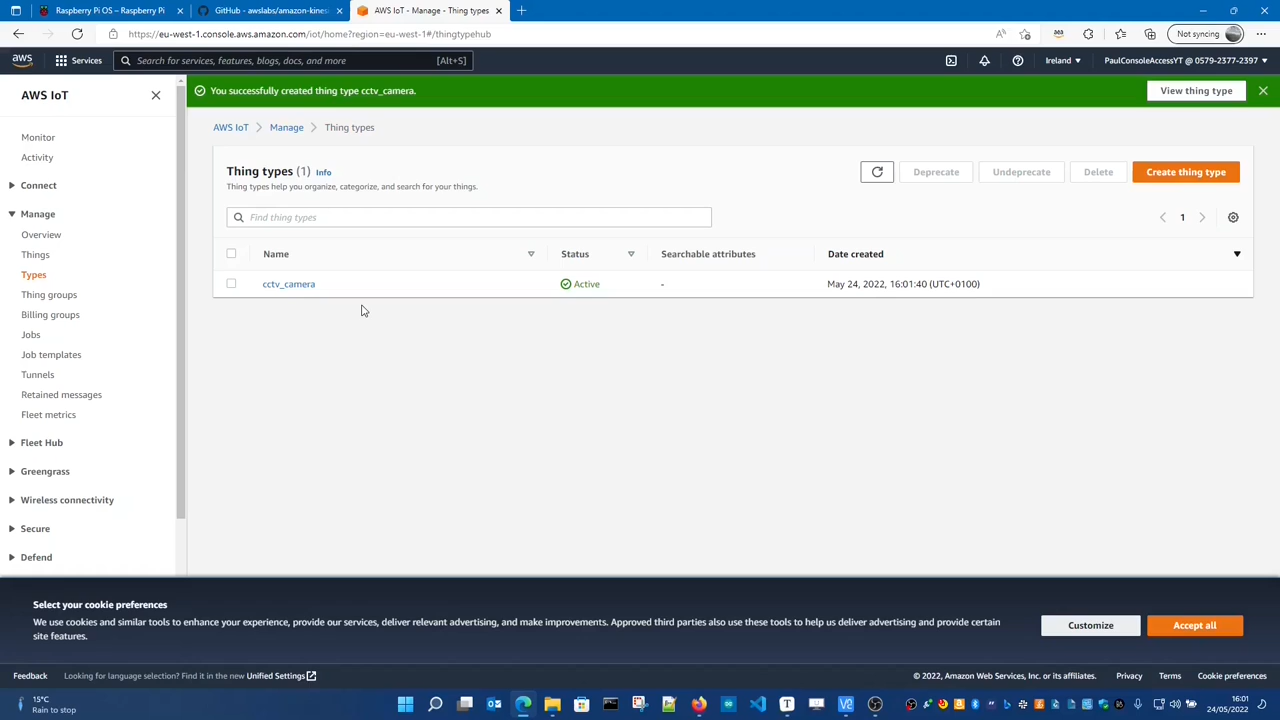 Raspberry Pi OS – Raspberry Pi
GitHub - awslabs/amazon-kinesi
AWS IoT - Manage - Thing types
https://eu-west-1.console.aws.amazon.com/iot/home?region=eu-west-1#/thingtypehub
Not syncing
aws
Services
Search for services, features, blogs, docs, and more
[Alt+S]
Ireland
PaulConsoleAccessYT @ 0579-2377-2397
AWS IoT
You successfully created thing type cctv_camera.
View thing type
AWS IoT
Manage
Thing types
Monitor
Activity
Connect
Manage
Overview
Things
Types
Thing groups
Billing groups
Jobs
Job templates
Tunnels
Retained messages
Fleet metrics
Fleet Hub
Greengrass
Wireless connectivity
Secure
Defend
Thing types (1) Info
Thing types help you organize, categorize, and search for your things.
Deprecate
Undeprecate
Delete
Create thing type
Find thing types
1
Name
Status
Searchable attributes
Date created
cctv_camera
Active
-
May 24, 2022, 16:01:40 (UTC+0100)
Select your cookie preferences
We use cookies and similar tools to enhance your experience, provide our services, deliver relevant advertising, and make improvements. Approved third parties also use these tools to help us deliver advertising and provide certain
site features.
Customize
Accept all
Feedback
Looking for language selection? Find it in the new Unified Settings
© 2022, Amazon Web Services, Inc. or its affiliates.
Privacy
Terms
Cookie preferences
15°C
Rain to stop
16:01
24/05/2022